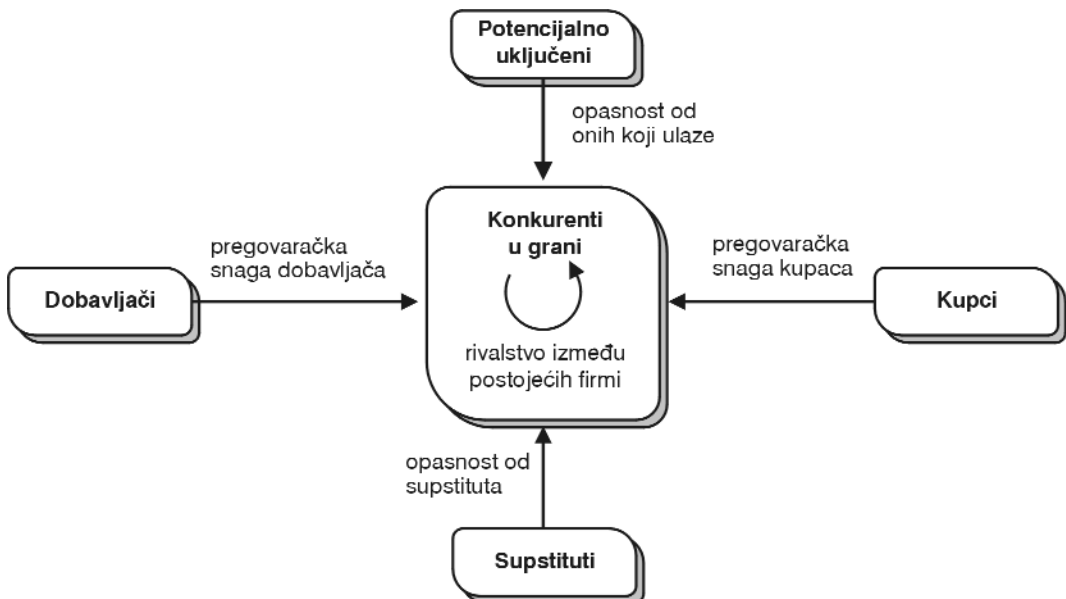 Potencijalno
uključeni
opasnost od
onih koji ulaze
Konkurenti
u grani
rivalstvo između
postojećih firmi
pregovaračka
snaga dobavljača
Dobavljači
pregovaračka
snaga kupaca
Kupci
opasnost od
supstituta
Supstituti